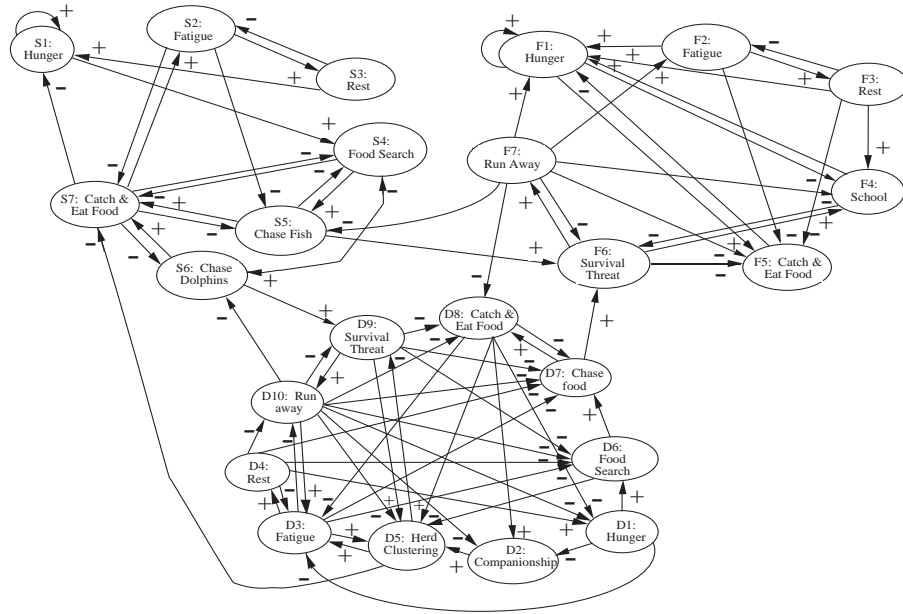 S1:
Hunger
S2:
Fatigue
S3:
Rest
S4:
Food Search
S5:
Chase Fish
S6: Chase
Dolphins
S7: Catch &
Eat Food
F1:
Hunger
F2:
Fatigue
F3:
Rest
F4:
School
F5: Catch &
Eat Food
F6:
Survival
Threat
F7:
Run Away
D8: Catch &
Eat Food
D9:
Survival
Threat
D7: Chase
food
D10: Run
away
D6:
Food
Search
D4:
Rest
D3:
Fatigue
D5: Herd
Clustering
D2:
Companionship
D1:
Hunger